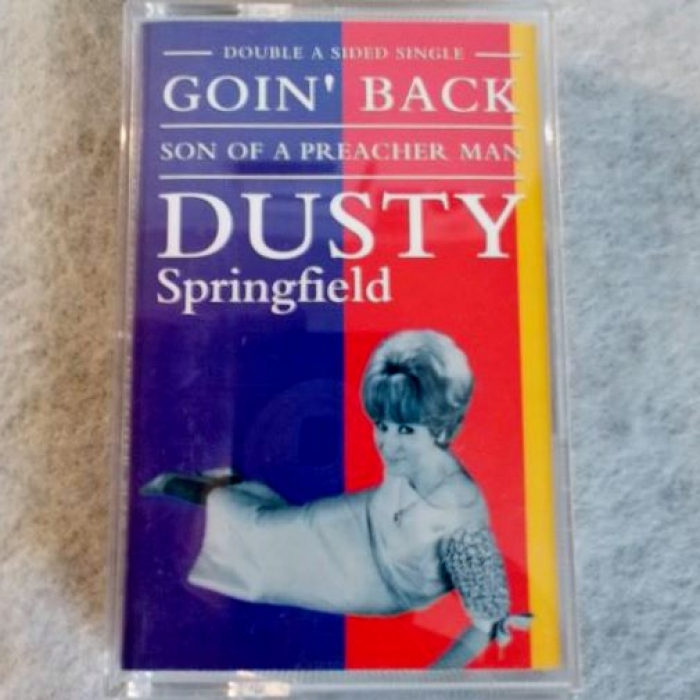 DOUBLE A SIDED SINGLE
GOIN' BACK
SON OF A PREACHER MAN
DUSTY
Springfield